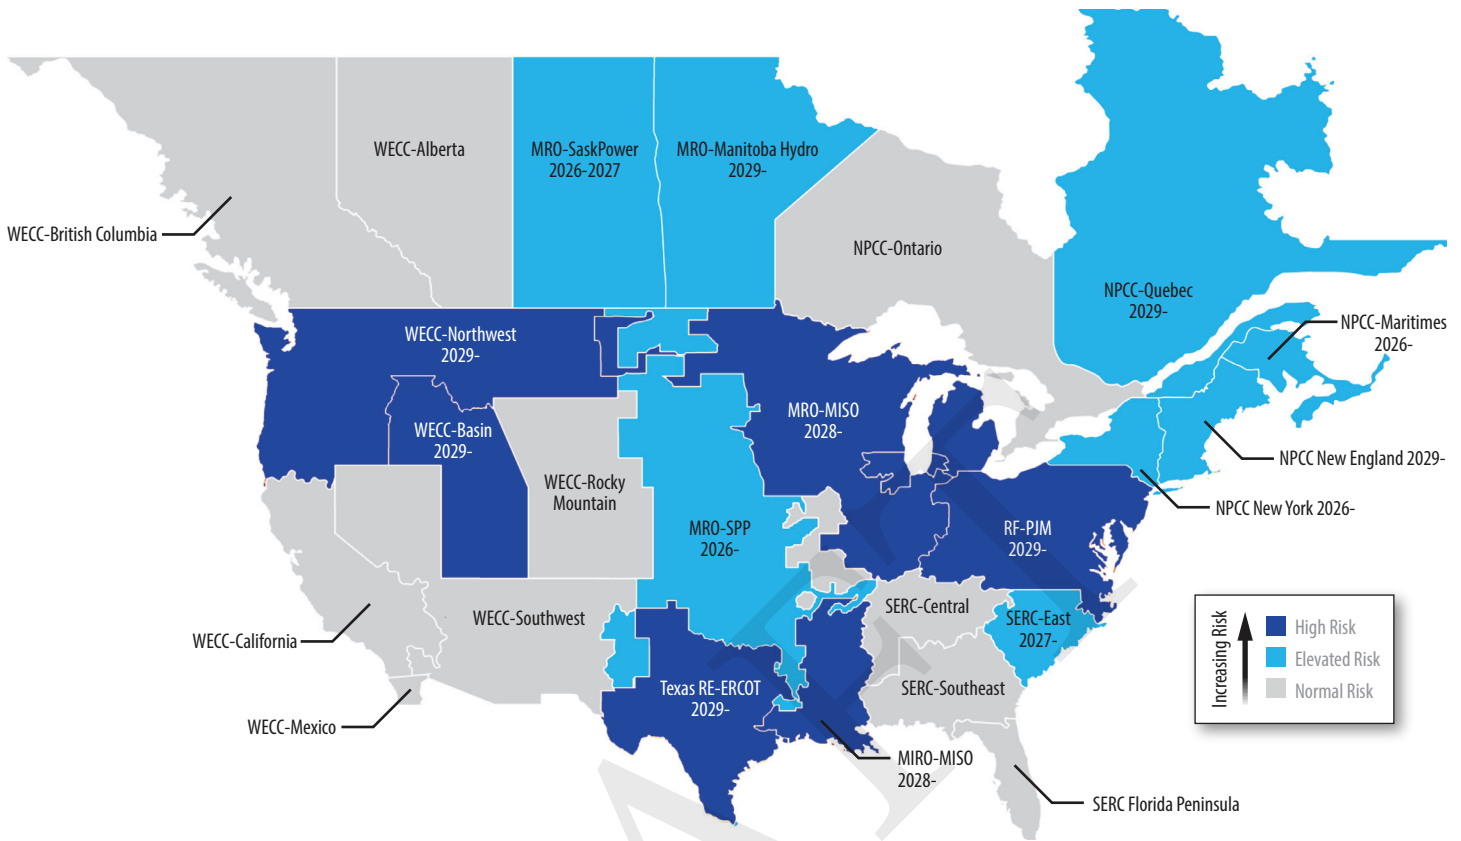 WECC-Alberta
MRO-SaskPower
2026-2027
MRO-Manitoba Hydro
2029-
WECC-British Columbia
NPCC-Ontario
NPCC-Quebec
2029-
NPCC-Maritimes
2026-
WECC-Northwest
2029-
WECC-Basin
2029-
MRO-MISO
2028-
NPCC New England 2029-
WECC-Rocky
Mountain
NPCC New York 2026-
MRO-SPP
2026-
RF-PJM
2029-
SERC-Central
SERC-East
2027-
WECC-Southwest
WECC-California
SERC-Southeast
Texas RE-ERCOT
2029-
WECC-Mexico
MIRO-MISO
2028-
SERC Florida Peninsula
Increasing Risk
High Risk
Elevated Risk
Normal Risk